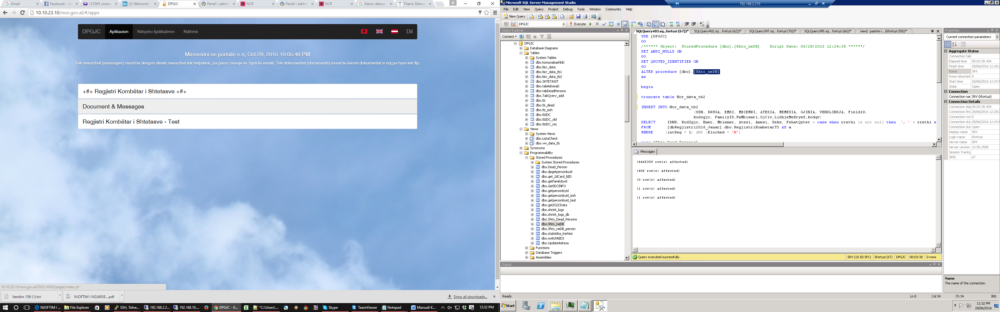 Gmail
Facebook - Lo
(12365 unread
(2) Welcome!
DPGJC
Paneli i admin
NCR
Paneli i admin
NCR
titanic deluxe
Titanic Deluxe
10.10.23.10/moi.gov.al/#/apps
DPGJC Aplikacion Ndrysho fjalëkalimin Ndihmë Dil
Miresevini ne portalin e ri, Oct 29, 2015 10:05:48 PM
Tek mesazhet (messages) mund te dergoni direkt mesazhet tek helpdesk, pa pasur nevoje te hyni te emaili. Tek dokumentat (documents) mund te lexoni dokumentat e rinj pa hyre tek ftp.
+#+ Regjistri Kombëtar i Shtetasve +#+
Document & Messages
Regjistri Kombëtar i Shtetasve - Test
10.10.23.10/moi.gov.al/DOC-MSG/pages/index.jsf
Vendim 156 (1).txt
NJOFTIM I NGJARJE....pdf
Show all downloads...
NJOFTIM I ...
File Explorer
SSH, Telne...
192.168.2.2...
192.168.10....
DPGJC - G...
*C:\Users\...
Skype
TeamViewer
Notepad
Manuali K...
12:32 PM
Microsoft SQL Server Management Studio
192.168.2.210
File Edit View Query Project Debug Tools Window Community Help
New Query
DPGJC
Execute
Object Explorer
Connect
DPGJC
Database Diagrams
Tables
System Tables
dbo.komunabashkiD
dbo.Ncr_data
dbo.Ncr_data_tb1
dbo.Ncr_data_tb2
dbo.SHTETASIT
dbo.tabAdresaD
dbo.tabDeadPersons
dbo.TabQyery_add
dbo.tb
dbo.tb_dead
dbo.tb_issh
dbo.tbIDC
dbo.tbIDC_old
dbo.tbIDC_rec
Views
System Views
dbo.ListaCheck
dbo.vw_data_tb
Synonyms
Programmability
Stored Procedures
System Stored Procedures
dbo.Dead_Person
dbo.dpgetpersonbyid
dbo.get_IdCard_NID
dbo.getfamilybyid
dbo.GetIDCINFO
dbo.getpersonbyid
dbo.getpersonbyid_issh
dbo.getpersonbyid_test
dbo.getZGJCData
dbo.shrink_logs
dbo.shrink_logs_db
dbo.Shto_Dead_Persons
dbo.Shto_neDB
dbo.Shto_neDB_person
dbo.statistika_Kerkimi
dbo.switchNIDS
dbo.UpdateAdresa
Functions
Database Triggers
Assemblies
SQLQuery403.sq...fortuzi (67))*
SQLQuery402.sq...fortuzi (62))*
SQLQuery397.sq...fortuzi (70))*
SQLQuery395.sq...fortuzi (66))*
new2 pastrim i...(kfortuzi (58))*
USE [DPGJC]
GO
/****** Object: StoredProcedure [dbo].[Shto_neDB] Script Date: 06/28/2016 12:24:38 ******/
SET ANSI_NULLS ON
GO
SET QUOTED_IDENTIFIER ON
GO
ALTER procedure [dbo].[Shto_neDB]
as
begin
truncate table Ncr_data_tb2
INSERT INTO Ncr_data_tb2
(SSN, RRUGA, EMRI, MBIEMRI, ATESIA, MEMESIA, GJINIA, VENDLINDJA, Field19,
kodzgjc, FamilyID,PmMbiemri,GjCiv,LidhjeMeKryef,kodqv)
SELECT IDNR, KodZgjc, Emer, Mbiemer, Atesi, Amesi, Seks, FshatQytet + case when rrethi is not null then ', ' + rrethi e
FROM [dbRegjistri2016_Janar].dbo.RegjistriKombetarT3 AS a
WHERE (intReg = 1) AND (Blocked = 'N')
Messages
(4445359 row(s) affected)
(406 row(s) affected)
(0 row(s) affected)
(1 row(s) affected)
(1 row(s) affected)
Query executed successfully.
SRV (10.50 SP1)
kfortuzi (67)
DPGJC
00:03:30
0 rows
Output
Properties
Current connection parameters
Aggregate Status
Connection fail
Elapsed time 00:03:30.404
Finish time 28/06/2016 12:28:2
Name SRV
Rows returned 0
Start time 28/06/2016 12:24:5
State Open
Connection
Connection nar SRV (kfortuzi)
Connection Details
Connection elap 00:03:30.404
Connection finis 28/06/2016 12:28:2
Connection row 0
Connection sta 28/06/2016 12:24:5
Connection sta Open
Display name SRV
Login name kfortuzi
Server name SRV
Server version 10.50.2500
Session Tracing
SPID 67
Name
The name of the connection.
Ready
Ln 8 Col 34 Ch 34 INS
Start
12:32 PM
28/06/2016